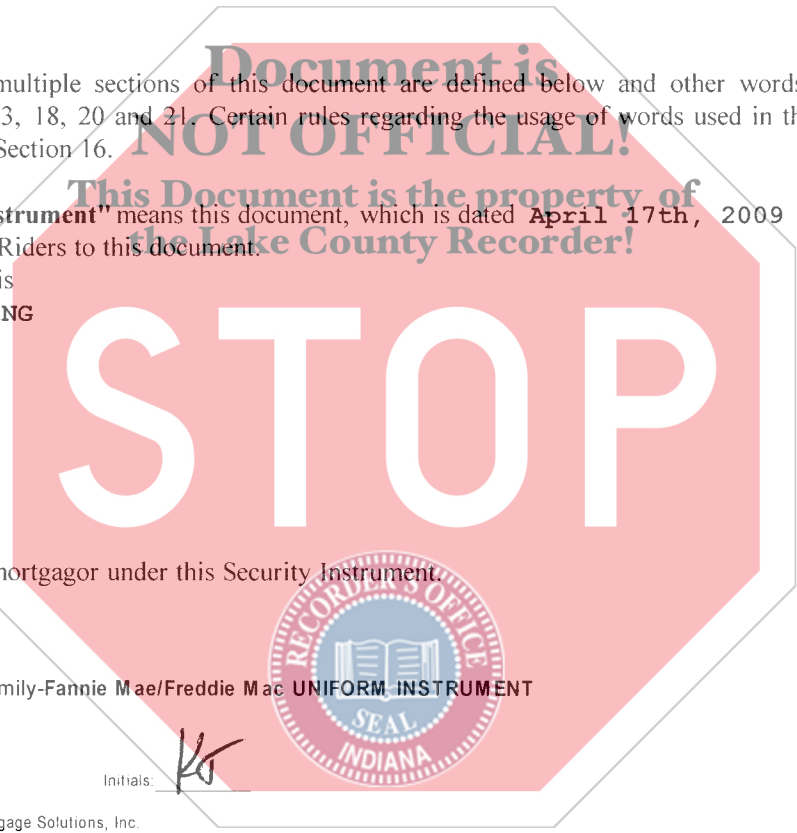 Document is
multiple sections of this document are defined below and other words
3, 18, 20 and 21. Certain rules regarding the usage of words used in th
NOT OFFICIAL!
Section 16.
This Document is the property of
strument" means this document, which is dated April 17th, 2009
the Lake County Recorder!
Riders to this document.
is
NG
STOP
mortgagor under this Security Instrument.
RECORDER'S OFFICE
mily-Fannie Mae/Freddie Mac UNIFORM INSTRUMENT
SEAL
INDIANA
Initials: KJ
gage Solutions, Inc.